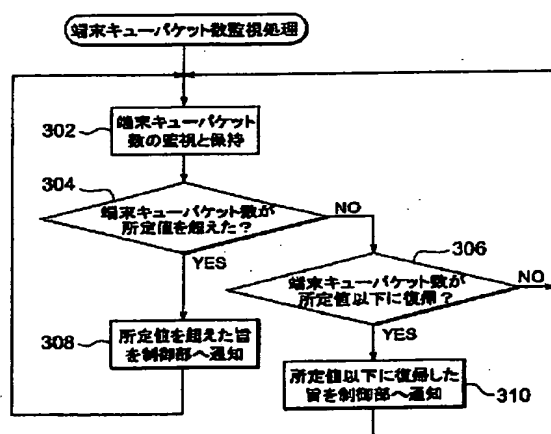 端末キューパケット数監視処理
302
端末キューパケット
数の監視と保持
304
端末キューパケット数が
所定値を超えた?
NO
YES
306
端末キューパケット数が
所定値以下に復帰?
NO
YES
308
所定値を超えた旨
を制御部へ通知
所定値以下に復帰した
旨を制御部へ通知
310